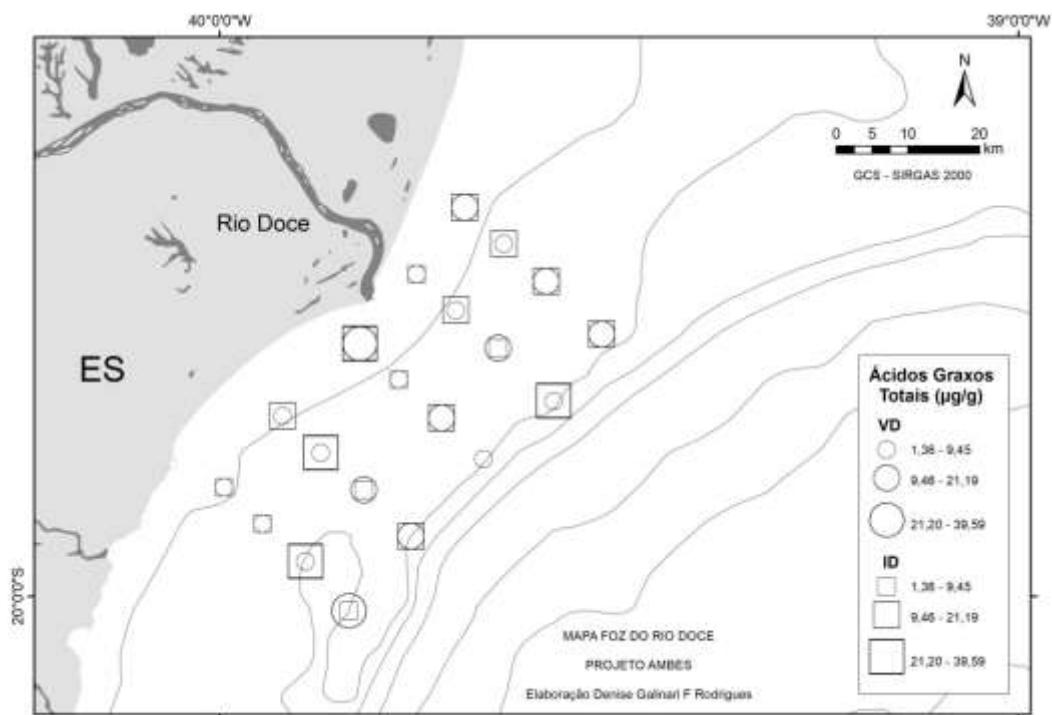 40°0'0"W
39°0'0"W
N
0 5 10 20
km
GCS - SIRGAS 2000
Rio Doce
ES
20°0'0"S
Ácidos Graxos
Totais (µg/g)
VD
1,36 - 9,45
9,46 - 21,19
21,20 - 39,59
ID
1,36 - 9,45
9,46 - 21,19
21,20 - 39,59
MAPA FOZ DO RIO DOCE
PROJETO AMBES
Elaboração Denise Galinari F Rodrigues